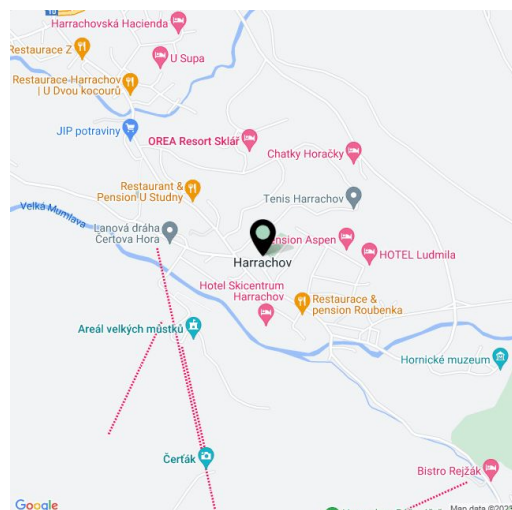 10
Harrachovská Hacienda
Restaurace Z
U Supa
Restaurace-Harrachov
| U Dvou kocourů
JIP potraviny
OREA Resort Sklář
Chatky Horačky
Restaurant &
Pension U Studny
Tenis Harrachov
Velká Mumlava
Lanová dráha
Čertova Hora
Pension Aspen
HOTEL Ludmila
Harrachov
Hotel Skicentrum
Harrachov
Restaurace &
pension Roubenka
Areál velkých můstků
Hornické muzeum
Čerťák
Bistro Rejžák
Google
Map data ©202